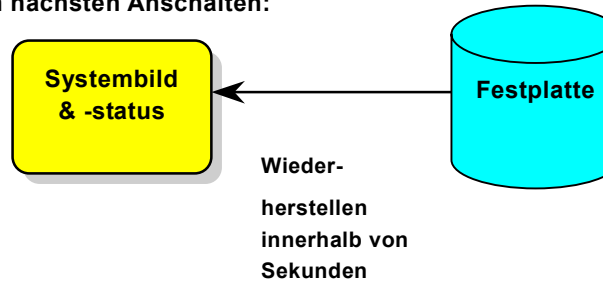 nächsten Anschalten:
Systembild
& -status
Festplatte
Wieder-
herstellen
innerhalb von
Sekunden